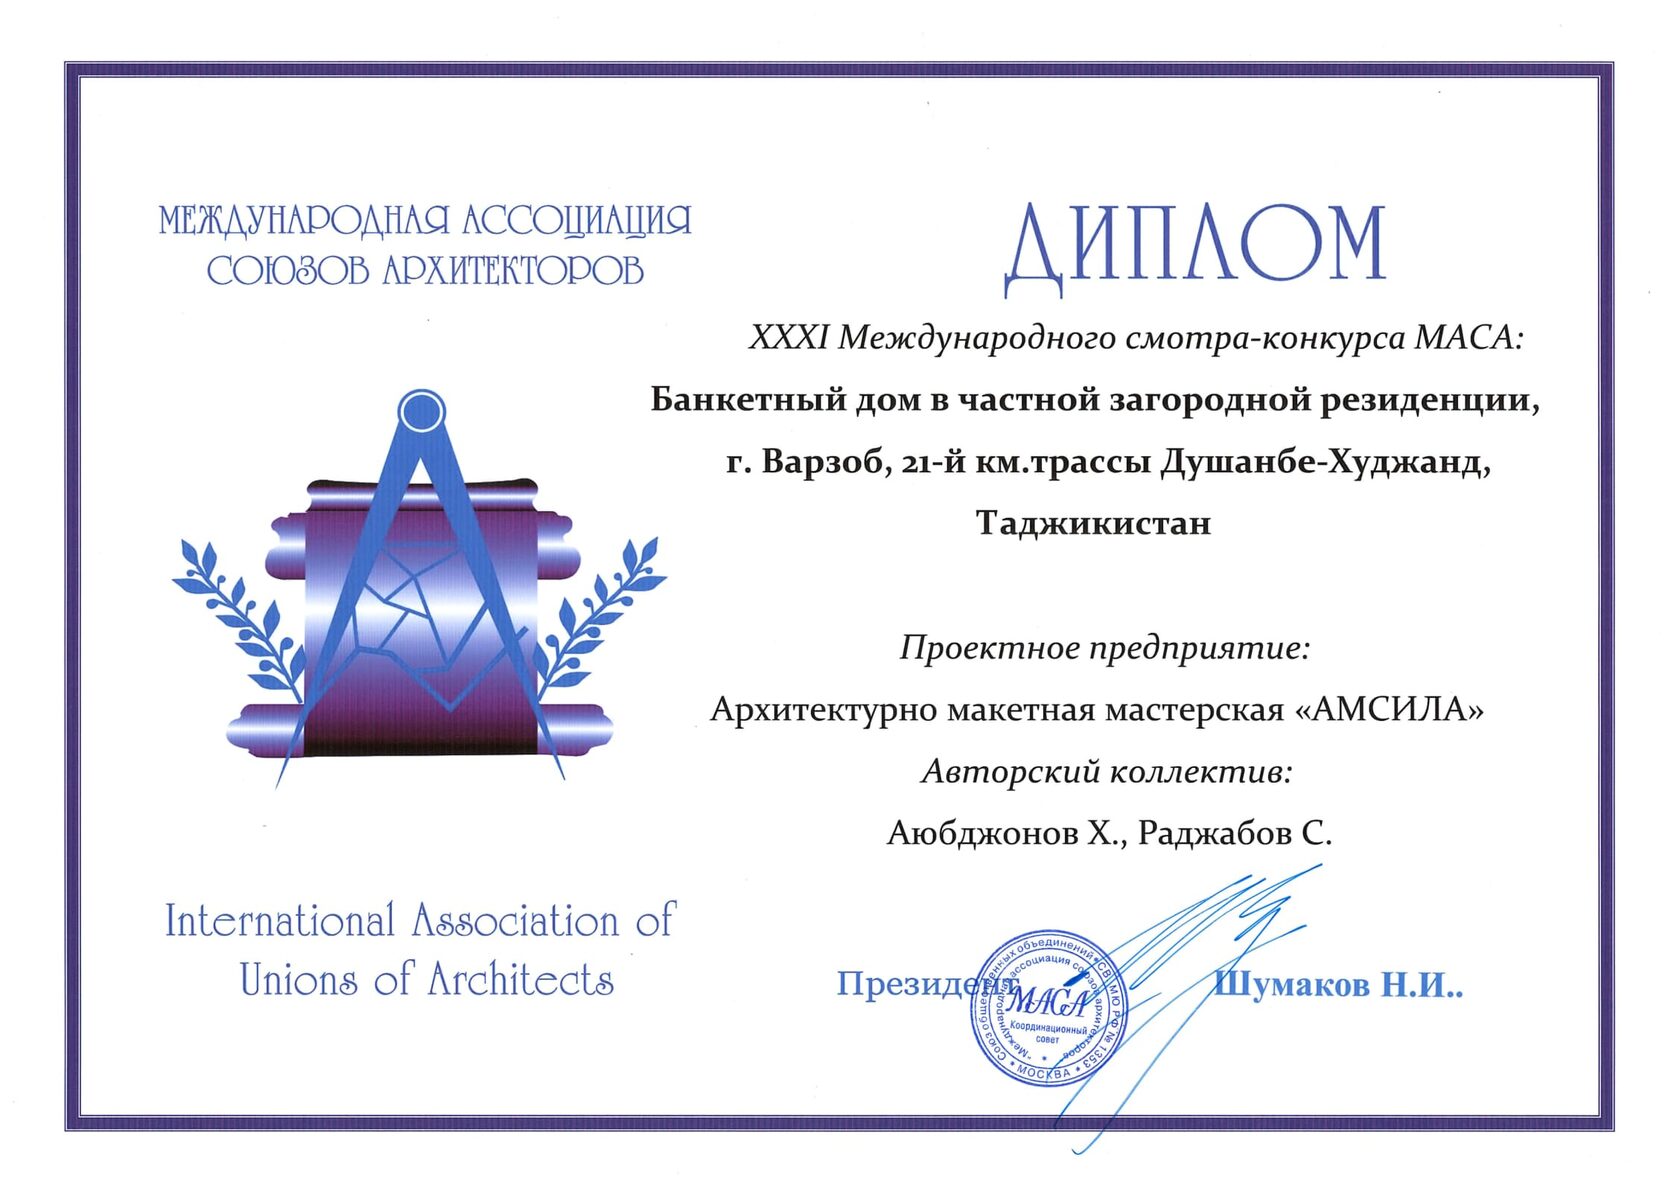 МЕЖДУНАРОДНАЯ АССОЦИАЦИЯ
СОЮЗОВ АРХИТЕКТОРОВ
International Association of
Unions of Architects
ДИПЛОМ
XXXI Международного смотра-конкурса МАСА:
Банкетный дом в частной загородной резиденции,
г. Варзоб, 21-й км.трассы Душанбе-Худжанд,
Таджикистан
Проектное предприятие:
Архитектурно макетная мастерская «АМСИЛА»
Авторский коллектив:
Аюбджонов Х., Раджабов С.
Президент
Шумаков Н.И..
Союз общественных объединений * СВ МЮ РФ № 1353 * МОСКВА *
"Международная ассоциация союзов архитекторов" *
МАСА
Координационный
совет